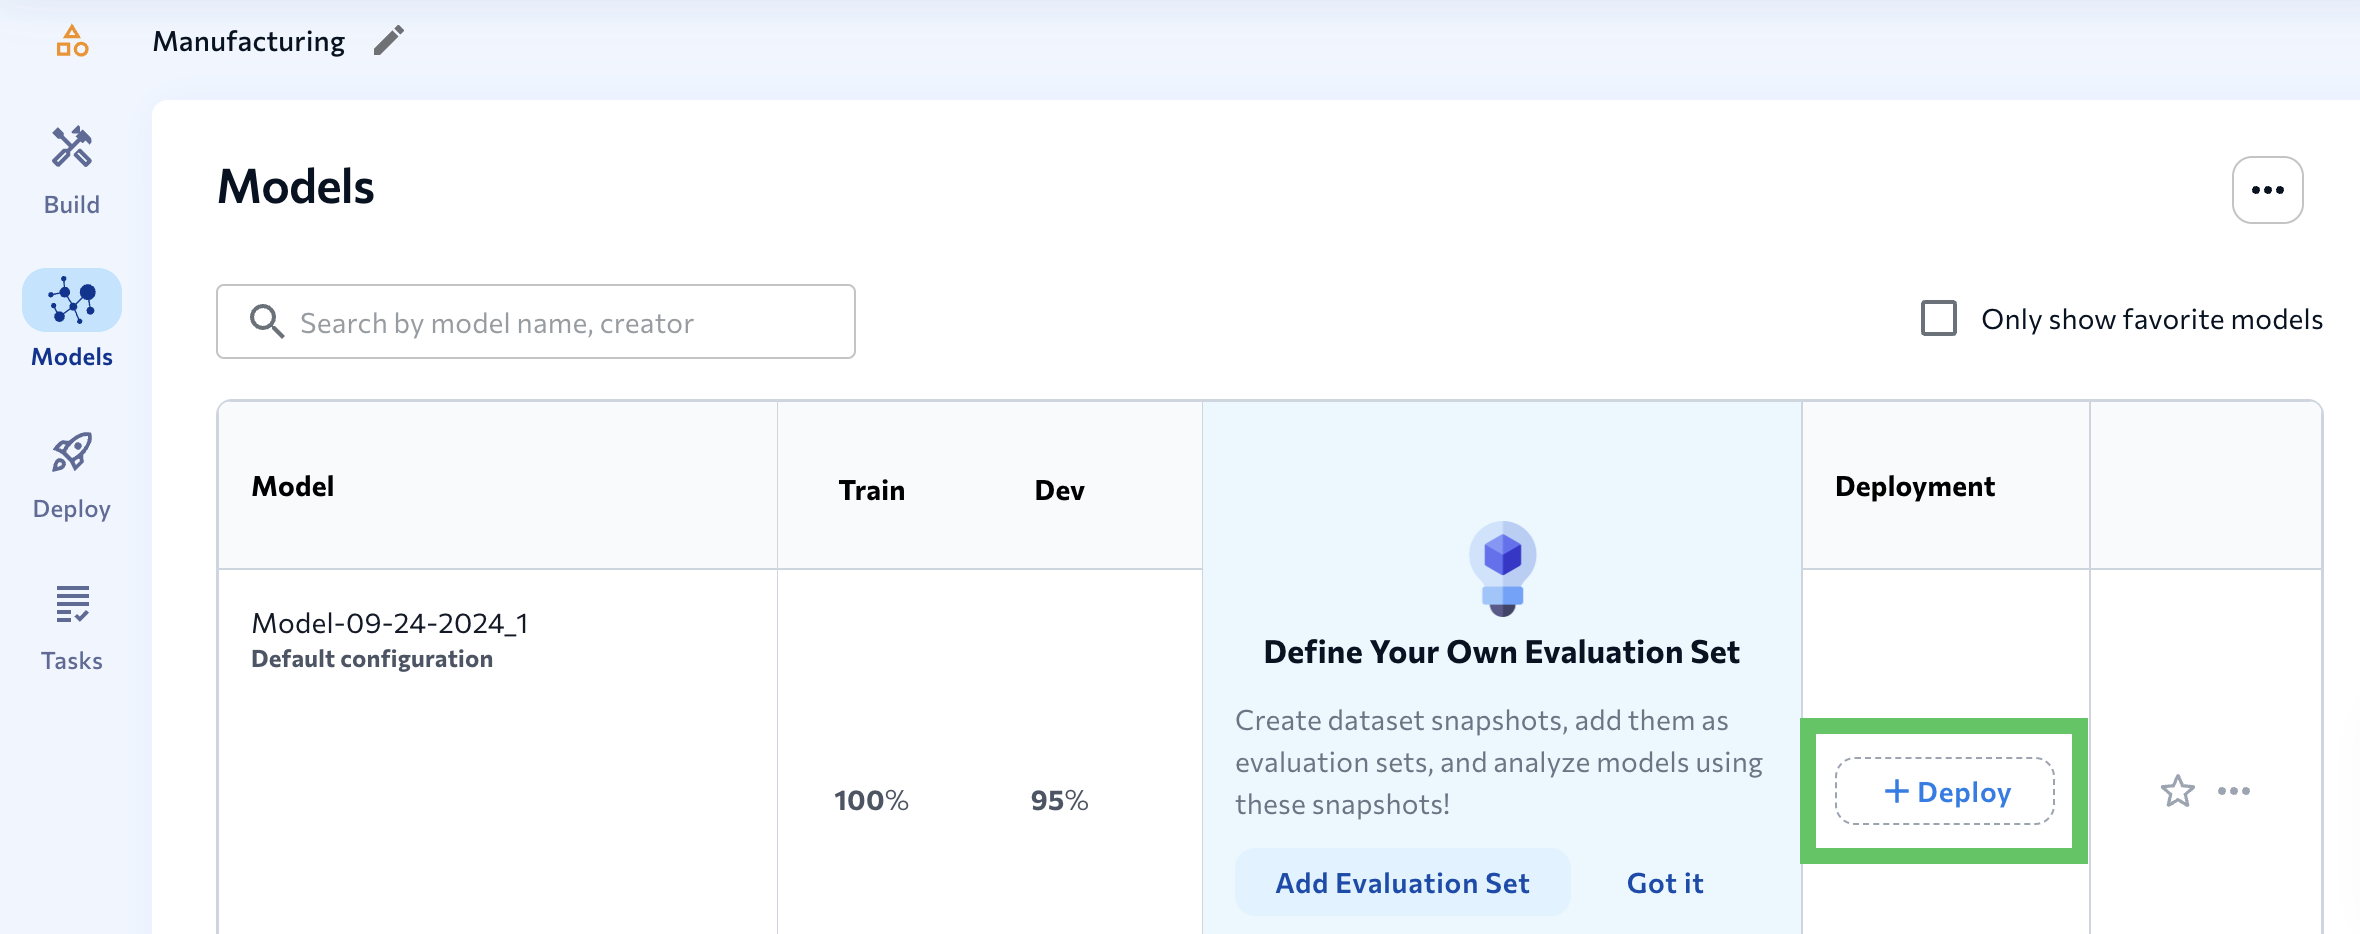 Manufacturing
Build
Models
Deploy
Tasks
Models
Search by model name, creator
Only show favorite models
Model
Train
Dev
Deployment
Model-09-24-2024_1
Default configuration
100%
95%
Define Your Own Evaluation Set
Create dataset snapshots, add them as
evaluation sets, and analyze models using
these snapshots!
Add Evaluation Set
Got it
+ Deploy